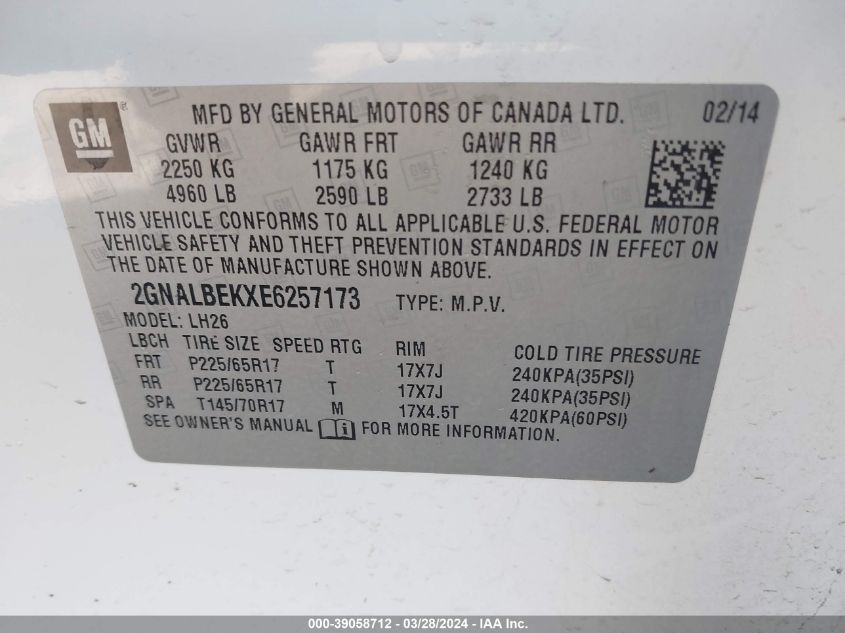 GM ® MFD BY GENERAL MOTORS OF CANADA LTD. 02/14
GVWR GAWR FRT GAWR RR
2250 KG 1175 KG 1240 KG
4960 LB 2590 LB 2733 LB
THIS VEHICLE CONFORMS TO ALL APPLICABLE U.S. FEDERAL MOTOR
VEHICLE SAFETY AND THEFT PREVENTION STANDARDS IN EFFECT ON
THE DATE OF MANUFACTURE SHOWN ABOVE.
2GNALBEKXE6257173 TYPE: M.P.V.
MODEL: LH26
LBCH TIRE SIZE SPEED RTG RIM COLD TIRE PRESSURE
FRT P225/65R17 T 17X7J 240KPA(35PSI)
RR P225/65R17 T 17X7J 240KPA(35PSI)
SPA T145/70R17 M 17X4.5T 420KPA(60PSI)
SEE OWNER'S MANUAL i FOR MORE INFORMATION.
000-39058712 - 03/28/2024 - IAA Inc.